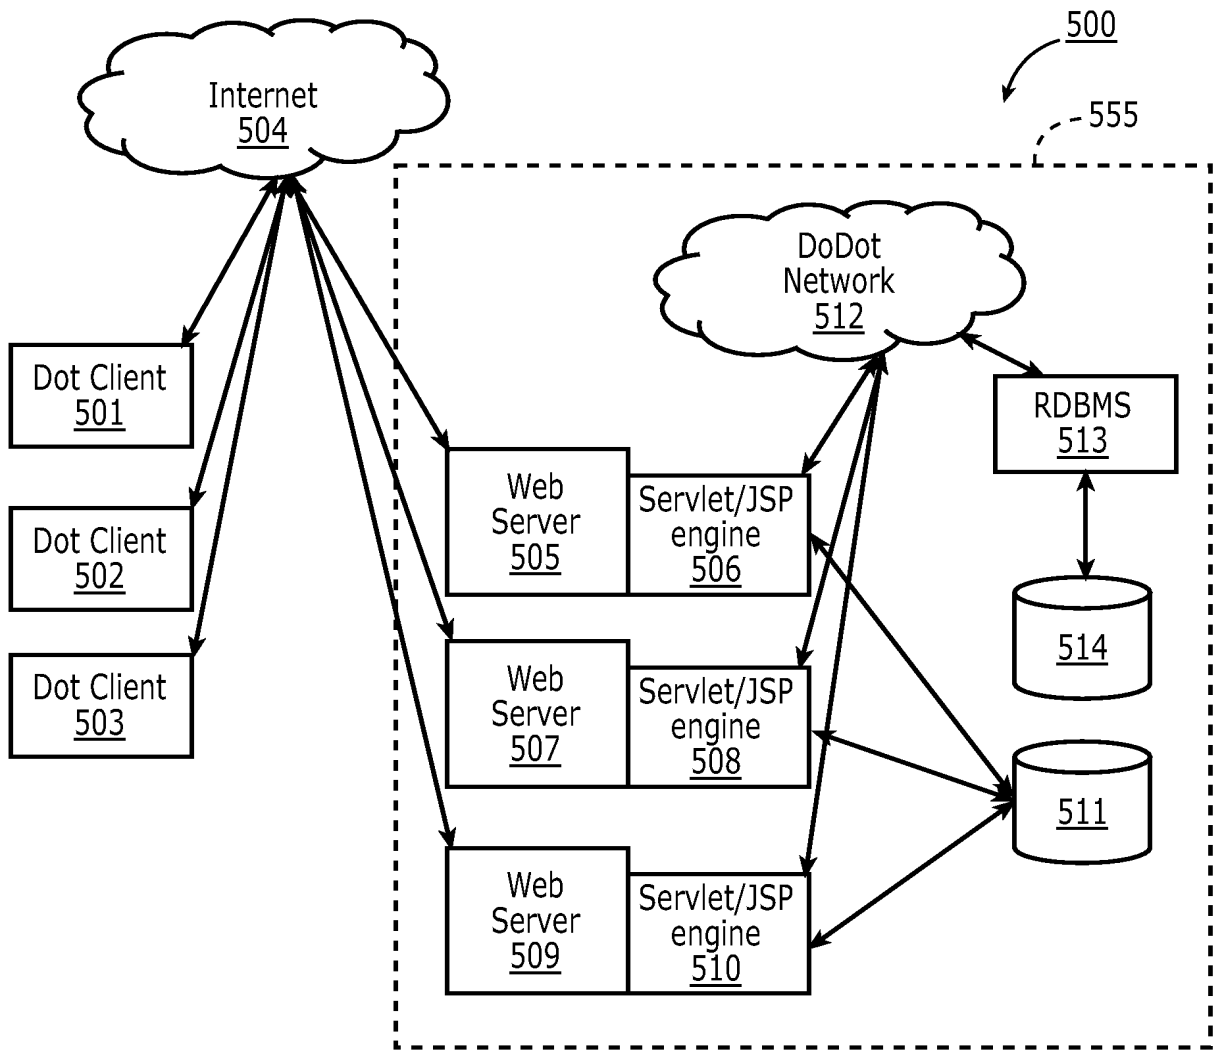 500
555
Internet
504
DoDot
Network
512
Dot Client
501
RDBMS
513
Web
Server
505
Servlet/JSP
engine
506
Dot Client
502
514
Dot Client
503
Web
Server
507
Servlet/JSP
engine
508
511
Web
Server
509
Servlet/JSP
engine
510